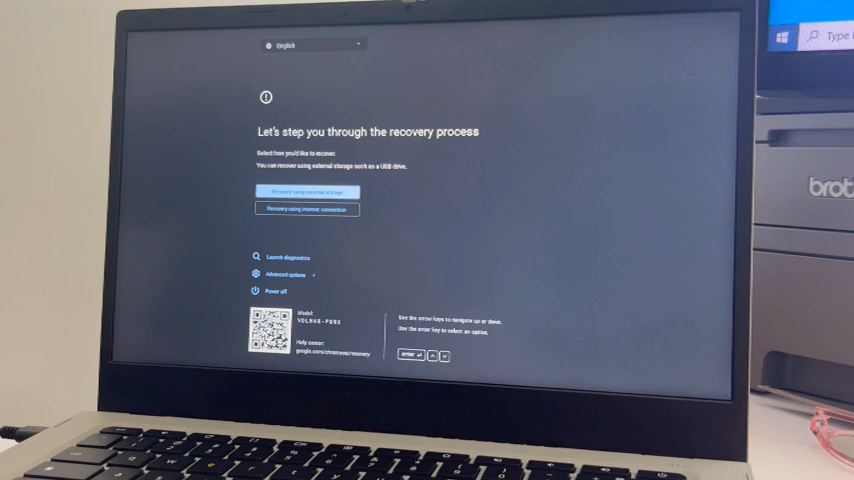 English
Let's step you through the recovery process
Select how you'd like to recover.
You can recover using external storage such as a USB drive.
Recovery using external storage
Recovery using internet connection
Launch diagnostics
Advanced options
Power off
Model:
Help center:
google.com/chromeos/recovery
Use the arrow keys to navigate up or down.
Use the enter key to select an option.
enter
Type
brot